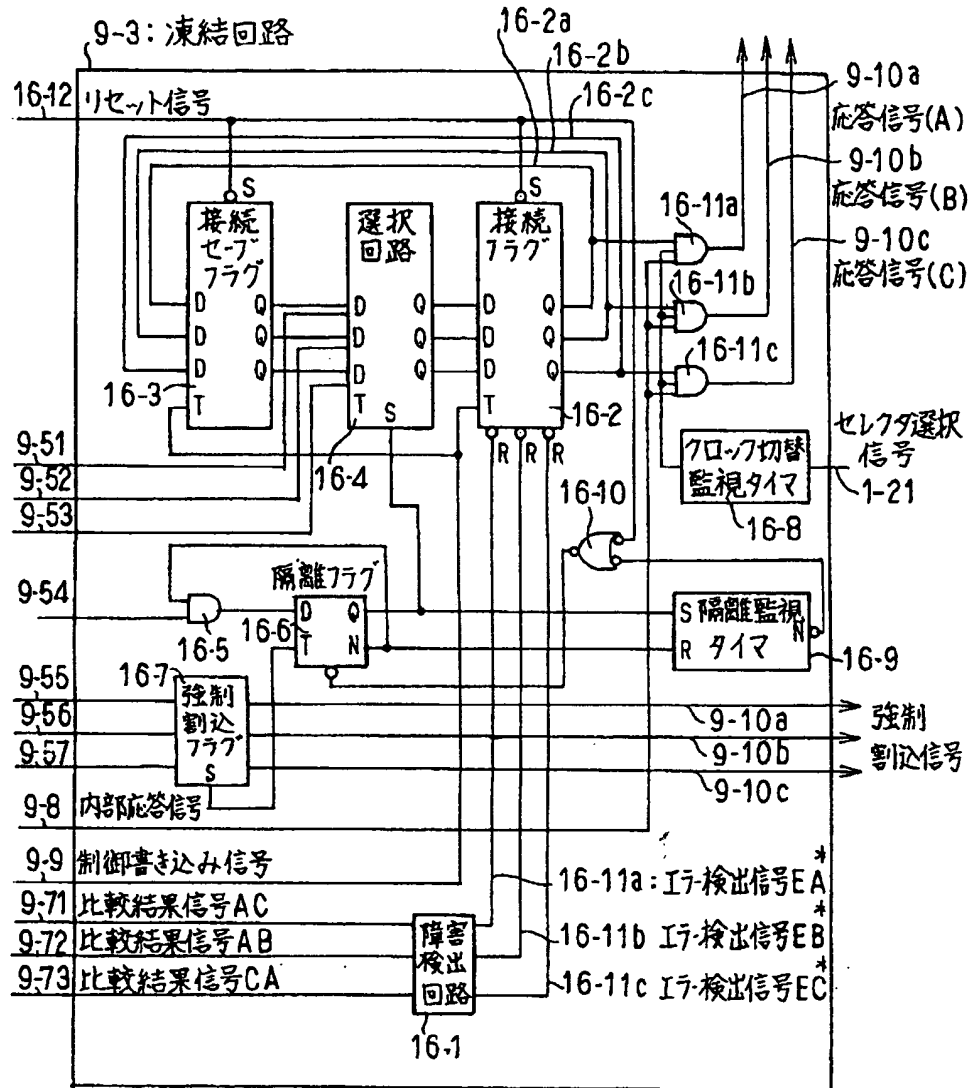 9-3:凍結回路
16-2a
16-2b
16-2c
16-12
リセット信号
9-10a
応答信号(A)
9-10b
応答信号(B)
9-10c
応答信号(C)
S
S
接続
セーブ
フラグ
選択
回路
接続
フラグ
16-11a
16-11b
16-11c
D Q D Q D Q
D Q D Q D Q
D Q D Q D Q
16-3
T
S
T
16-2
R R R
16-4
セレクタ選択
信号
1-21
クロック切替
監視タイマ
16-8
9-51
9-52
9-53
16-10
9-54
16-5
隔離フラグ
16-6
D Q
T N
S 隔離監視
R タイマ
N
16-9
9-55
9-56
9-57
16-7
強制
割込
フラグ
S
9-10a
9-10b
9-10c
強制
割込信号
9-8 内部応答信号
9-9 制御書き込み信号
9-71 比較結果信号AC
9-72 比較結果信号AB
9-73 比較結果信号CA
障害
検出
回路
16-1
16-11a:エラー検出信号EA*
16-11b エラー検出信号EB*
16-11c エラー検出信号EC*